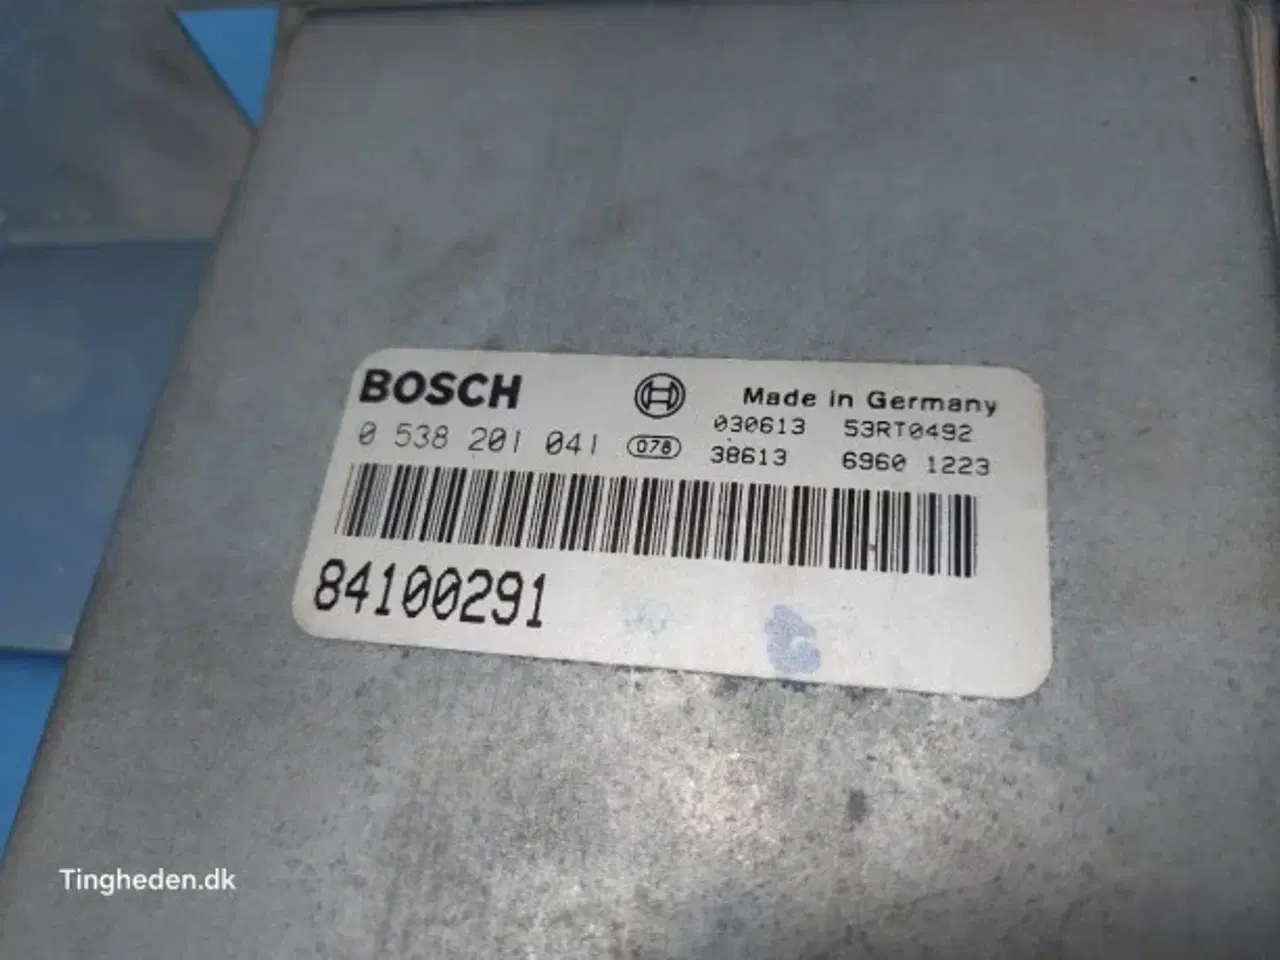 BOSCH
Made in Germany
0 538 201 041 078
030613 53RT0492
38613 6960 1223
84100291
Tingheden.dk